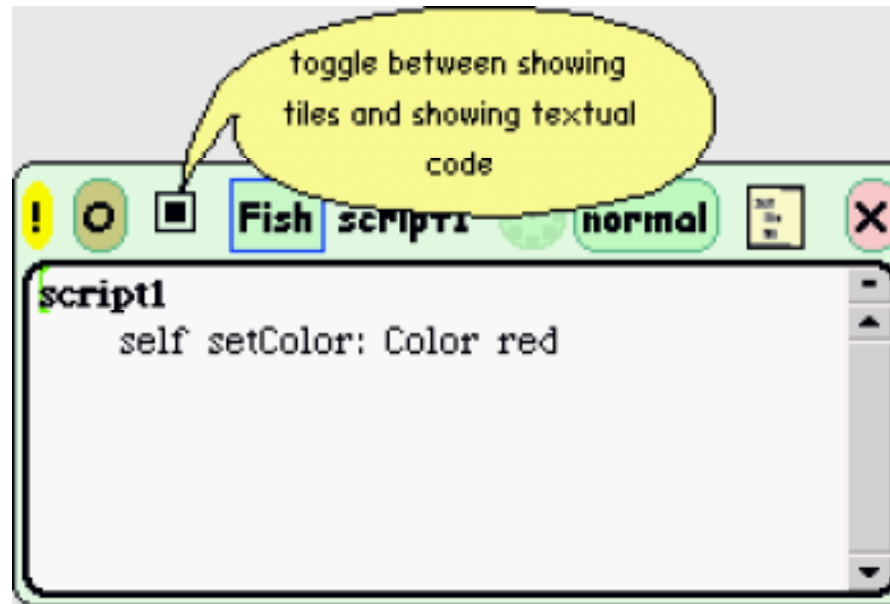 toggle between showing
tiles and showing textual
code
! O Fish script1 normal X
script1
self setColor: Color red